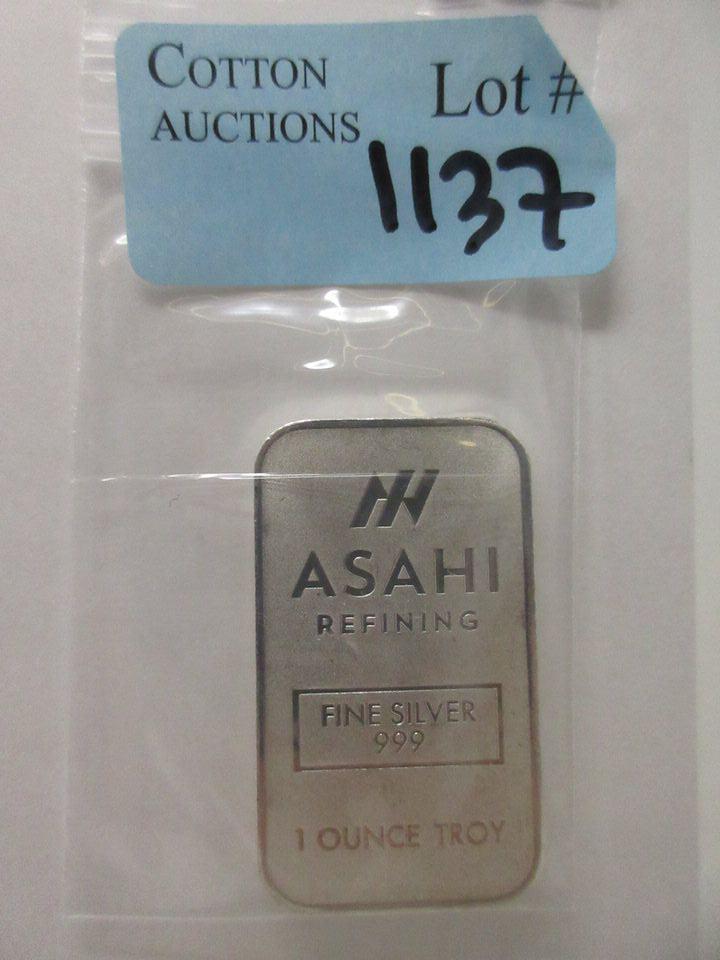 COTTON
AUCTIONS
Lot #
1137
ASAHI
REFINING
FINE SILVER
999
1 OUNCE TROY